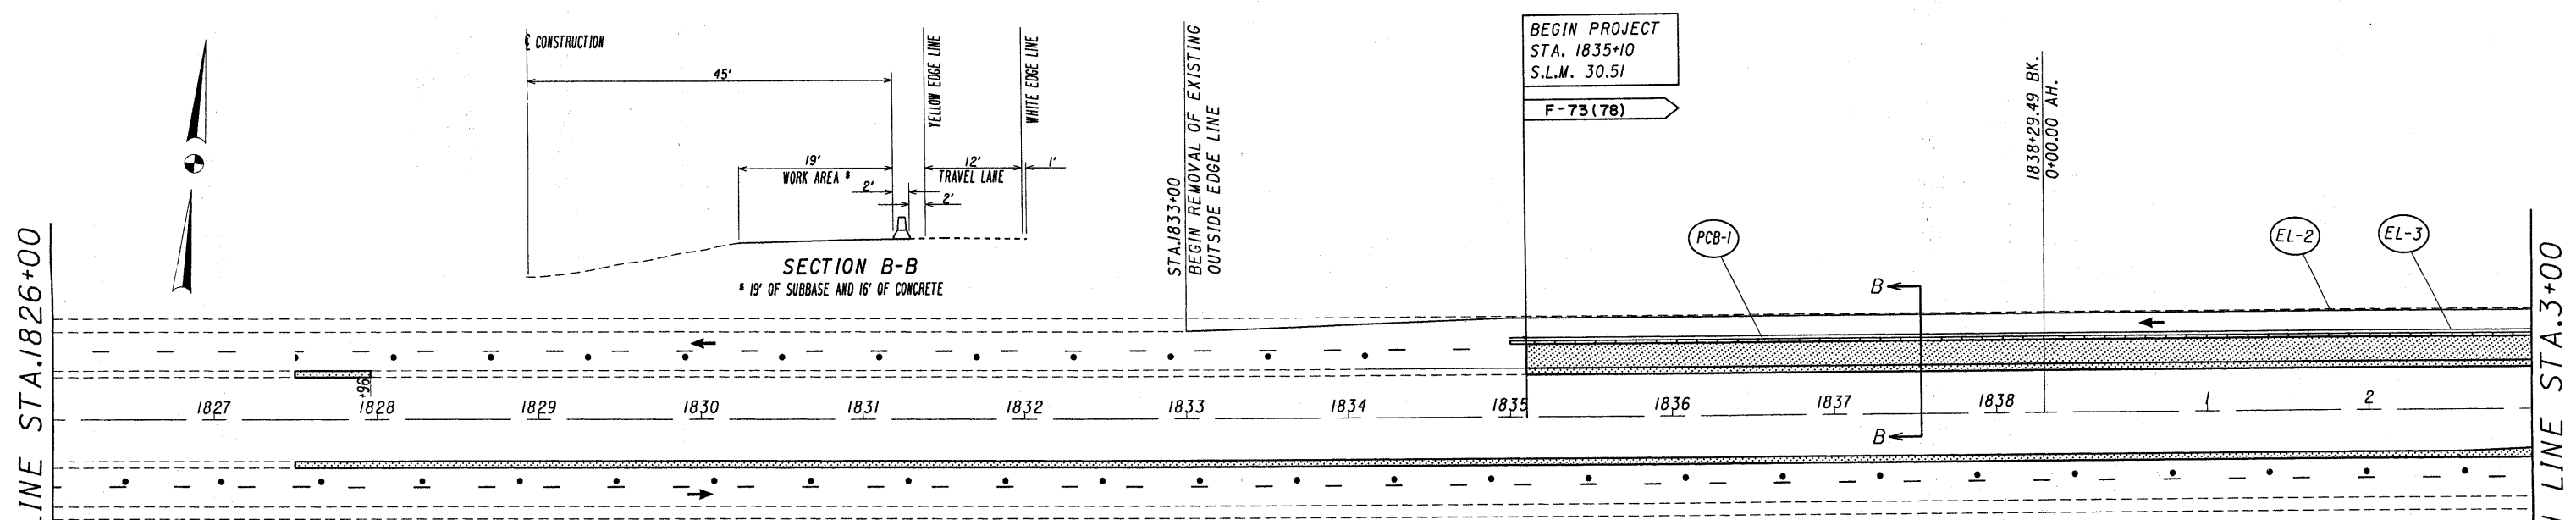 ℄ CONSTRUCTION
45'
YELLOW EDGE LINE
WHITE EDGE LINE
19'
WORK AREA *
12'
TRAVEL LANE
1'
2'
2'
SECTION B-B
* 19' OF SUBBASE AND 16' OF CONCRETE
STA.1833+00
BEGIN REMOVAL OF EXISTING
OUTSIDE EDGE LINE
BEGIN PROJECT
STA. 1835+10
S.L.M. 30.51
F-73(78)
1838+29.49 BK.
0+00.00 AH.
PCB-1
EL-2
EL-3
B
B
LINE STA.1826+00
LINE STA.3+00
+96
1827 1828 1829 1830 1831 1832 1833 1834 1835 1836 1837 1838 1 2